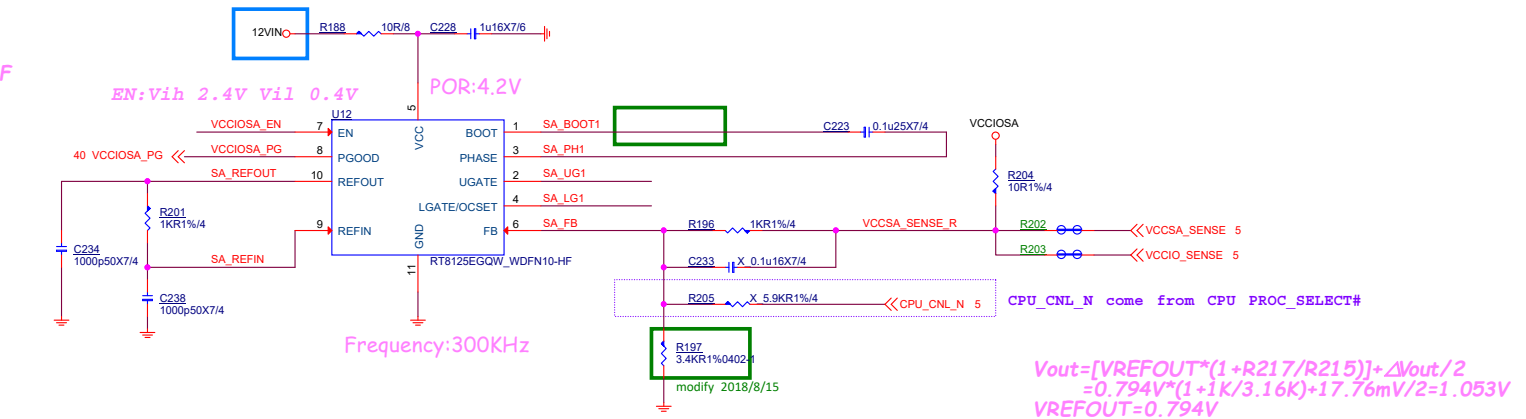 12VIN
R188
10R/8
C228
1u16X7/6
F
EN:Vih 2.4V Vil 0.4V
POR:4.2V
U12
5
VCC
VCCIOSA_EN
7
EN
BOOT
1
SA_BOOT1
C223
0.1u25X7/4
VCCIOSA
40 VCCIOSA_PG
VCCIOSA_PG
8
PGOOD
PHASE
3
SA_PH1
SA_REFOUT
10
REFOUT
UGATE
2
SA_UG1
R204
10R1%/4
LGATE/OCSET
4
SA_LG1
R201
1KR1%/4
9
REFIN
GND
FB
6
SA_FB
R196
1KR1%/4
VCCSA_SENSE_R
R202
VCCSA_SENSE 5
R203
VCCIO_SENSE 5
C234
1000p50X7/4
SA_REFIN
11
RT8125EGQW_WDFN10-HF
C233
X_0.1u16X7/4
C238
1000p50X7/4
R205
X_5.9KR1%/4
CPU_CNL_N 5
CPU_CNL_N come from CPU PROC_SELECT#
Frequency:300KHz
R197
3.4KR1%0402-1
modify 2018/8/15
Vout=[VREFOUT*(1+R217/R215)]+△Vout/2
=0.794V*(1+1K/3.16K)+17.76mV/2=1.053V
VREFOUT=0.794V